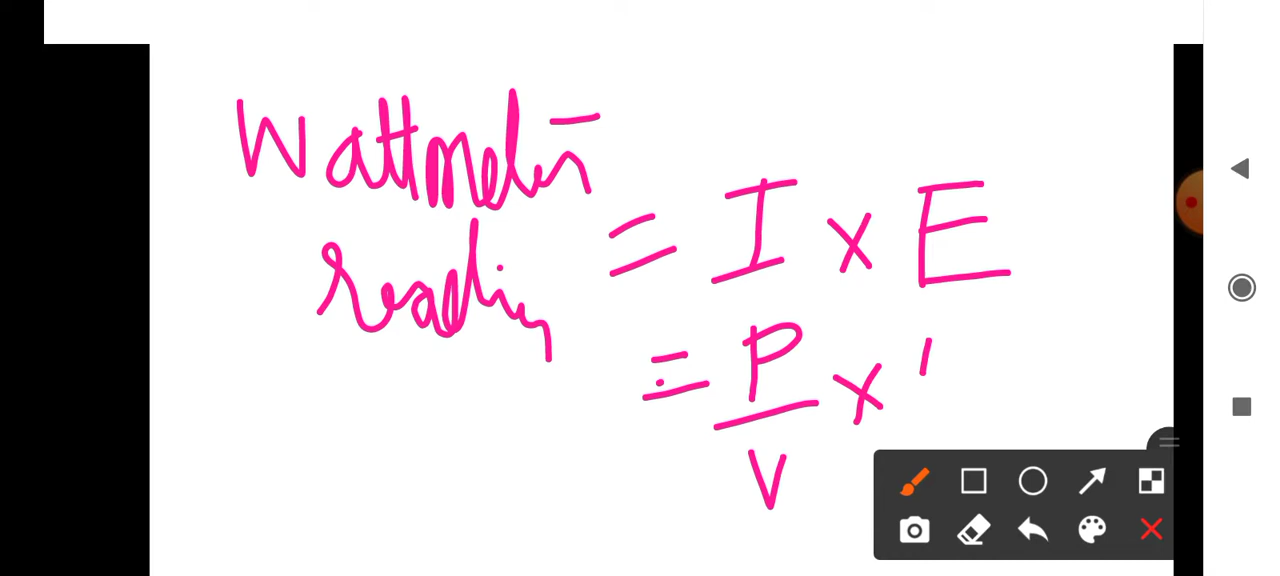 Wattmeter
reading = I x E
= P/V x